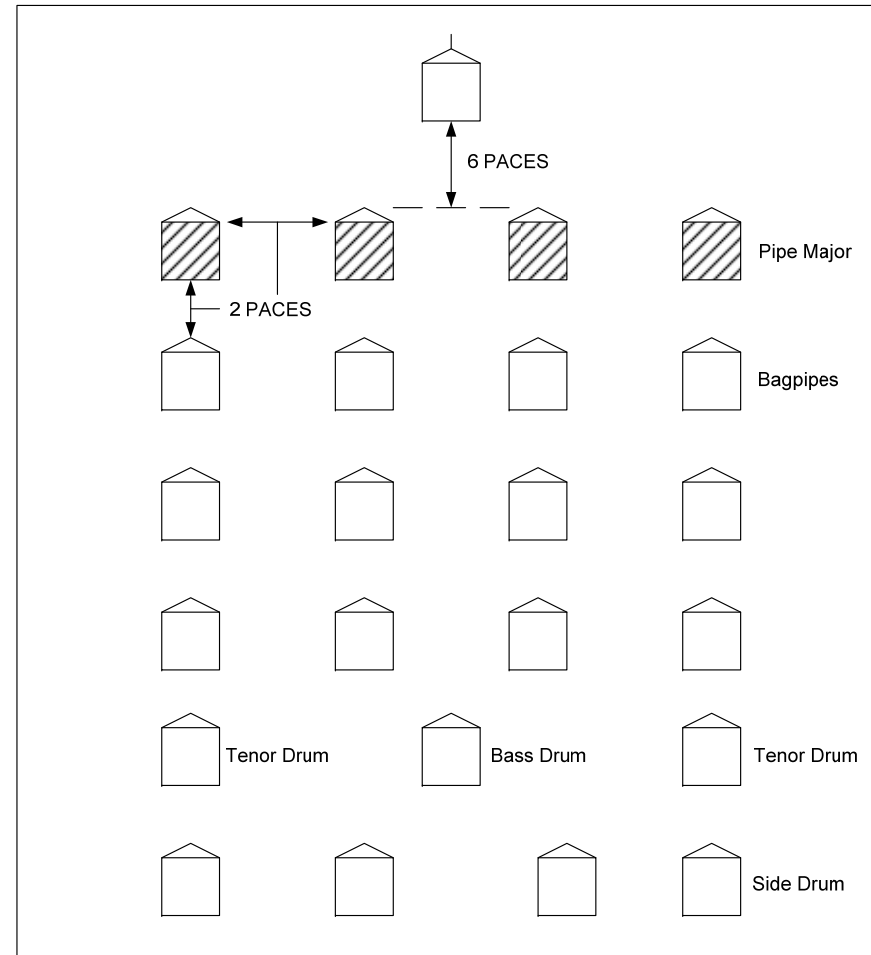 6 PACES
Pipe Major
2 PACES
Bagpipes
Tenor Drum
Bass Drum
Tenor Drum
Side Drum